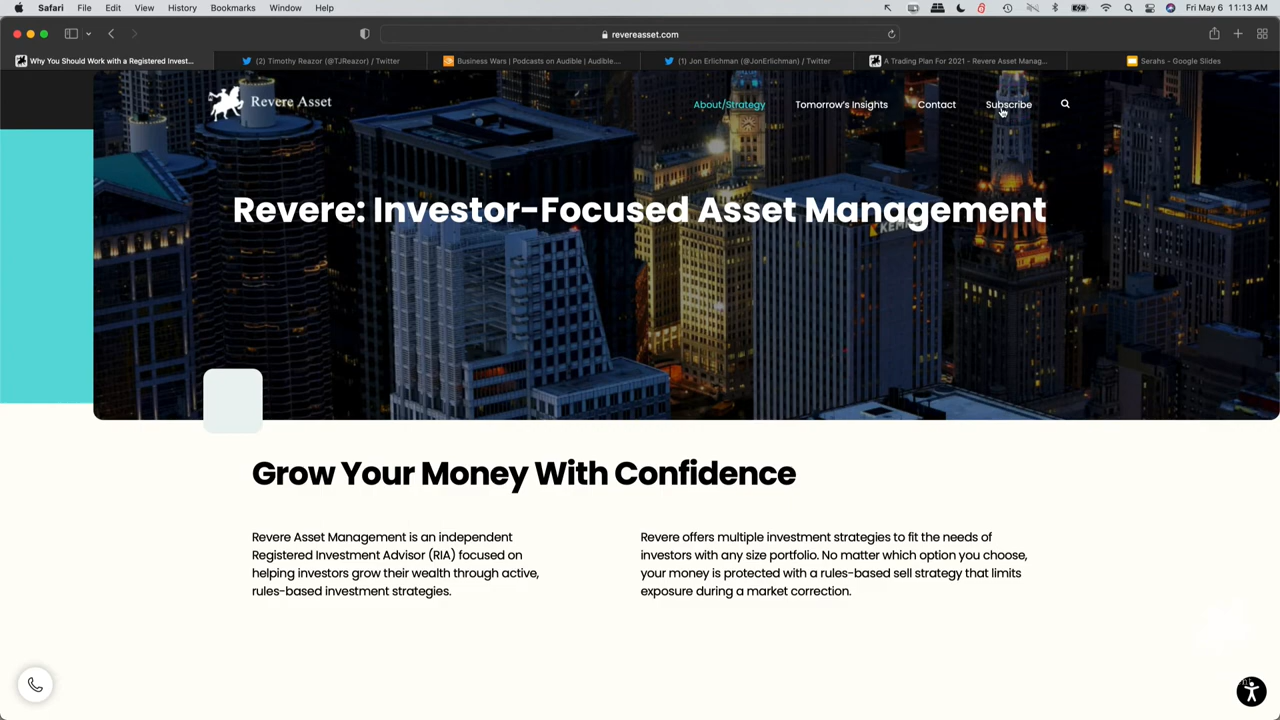 Safari File Edit View History Bookmarks Window Help Fri May 6 11:13 AM
revereasset.com
Why You Should Work with a Registered Invest...
(2) Timothy Reazor (@TJReazor) / Twitter
Business Wars | Podcasts on Audible | Audible....
(1) Jon Erlichman (@JonErlichman) / Twitter
A Trading Plan For 2021 - Revere Asset Manag...
Serahs - Google Slides
Revere Asset
About/Strategy
Tomorrow's Insights
Contact
Subscribe
Revere: Investor-Focused Asset Management
Grow Your Money With Confidence
Revere Asset Management is an independent
Registered Investment Advisor (RIA) focused on
helping investors grow their wealth through active,
rules-based investment strategies.
Revere offers multiple investment strategies to fit the needs of
investors with any size portfolio. No matter which option you choose,
your money is protected with a rules-based sell strategy that limits
exposure during a market correction.